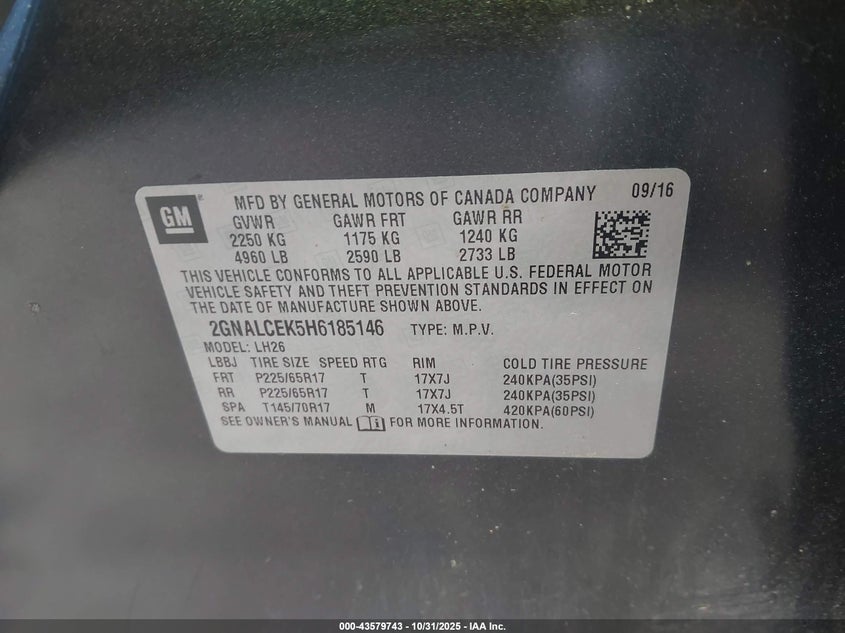 GM
MFD BY GENERAL MOTORS OF CANADA COMPANY 09/16
GVWR GAWR FRT GAWR RR
2250 KG 1175 KG 1240 KG
4960 LB 2590 LB 2733 LB
THIS VEHICLE CONFORMS TO ALL APPLICABLE U.S. FEDERAL MOTOR
VEHICLE SAFETY AND THEFT PREVENTION STANDARDS IN EFFECT ON
THE DATE OF MANUFACTURE SHOWN ABOVE.
2GNALCEK5H6185146 TYPE: M.P.V.
MODEL: LH26
LBBJ TIRE SIZE SPEED RTG RIM COLD TIRE PRESSURE
FRT P225/65R17 T 17X7J 240KPA(35PSI)
RR P225/65R17 T 17X7J 240KPA(35PSI)
SPA T145/70R17 M 17X4.5T 420KPA(60PSI)
SEE OWNER'S MANUAL FOR MORE INFORMATION.
000-43579743 - 10/31/2025 - IAA Inc.